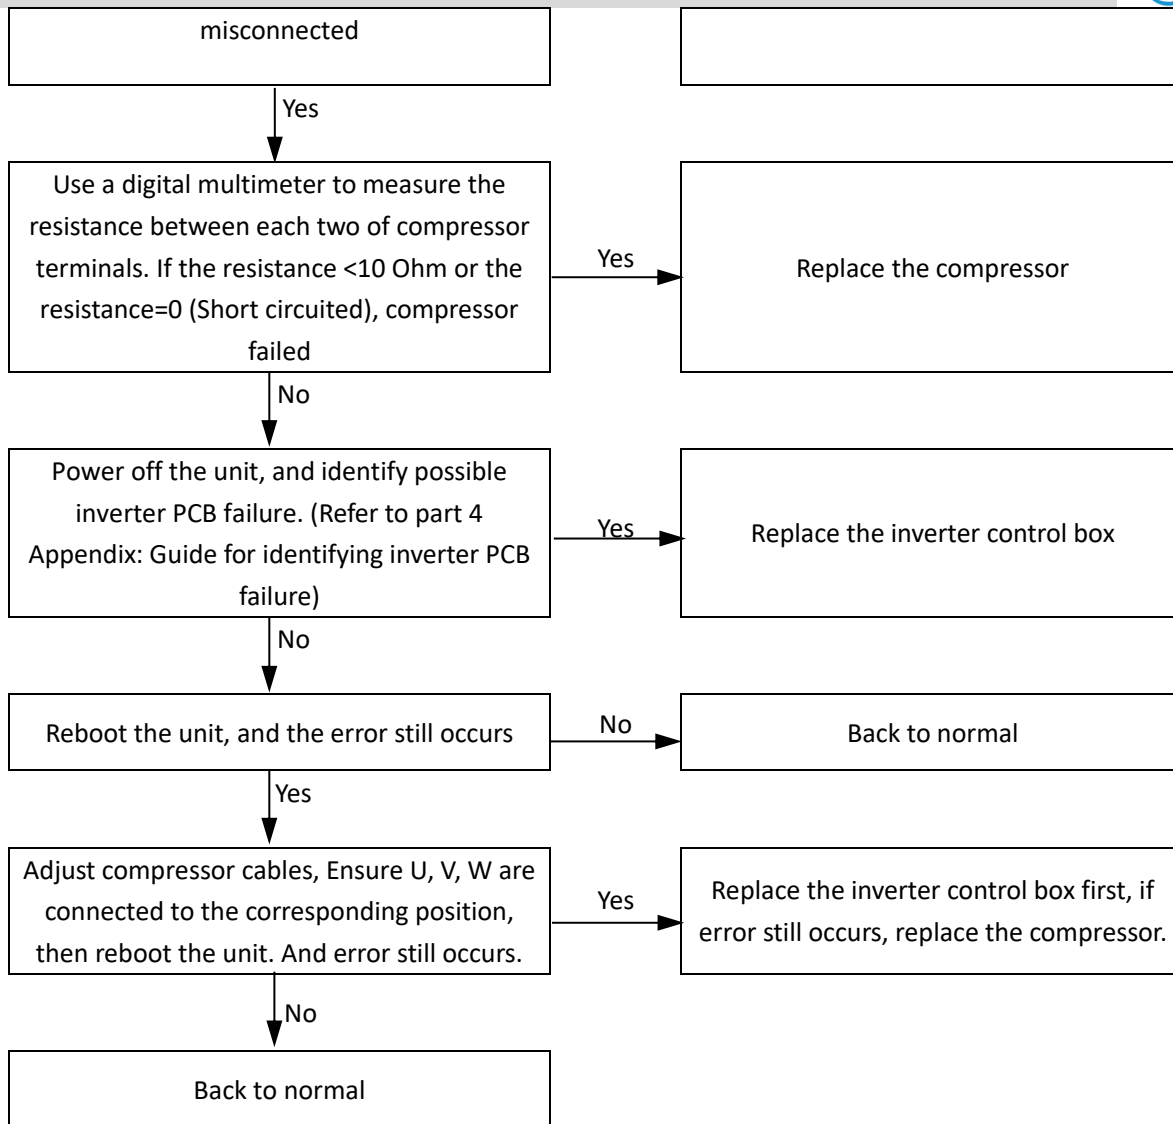 misconnected
Yes
Use a digital multimeter to measure the
resistance between each two of compressor
terminals. If the resistance <10 Ohm or the
resistance=0 (Short circuited), compressor
failed
Yes
Replace the compressor
No
Power off the unit, and identify possible
inverter PCB failure. (Refer to part 4
Appendix: Guide for identifying inverter PCB
failure)
Yes
Replace the inverter control box
No
Reboot the unit, and the error still occurs
No
Back to normal
Yes
Adjust compressor cables, Ensure U, V, W are
connected to the corresponding position,
then reboot the unit. And error still occurs.
Yes
Replace the inverter control box first, if
error still occurs, replace the compressor.
No
Back to normal